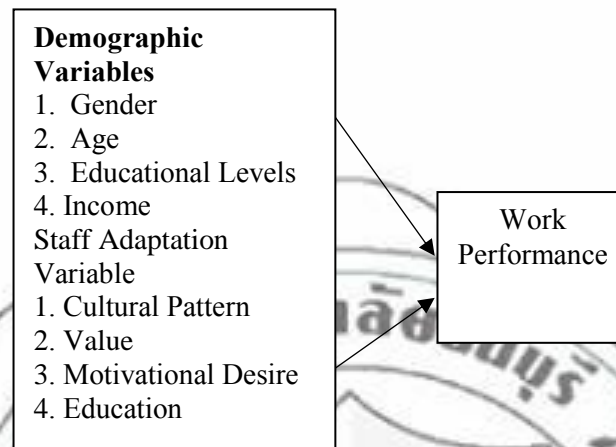 Demographic
Variables
1. Gender
2. Age
3. Educational Levels
4. Income
Staff Adaptation
Variable
1. Cultural Pattern
2. Value
3. Motivational Desire
4. Education
Work
Performance